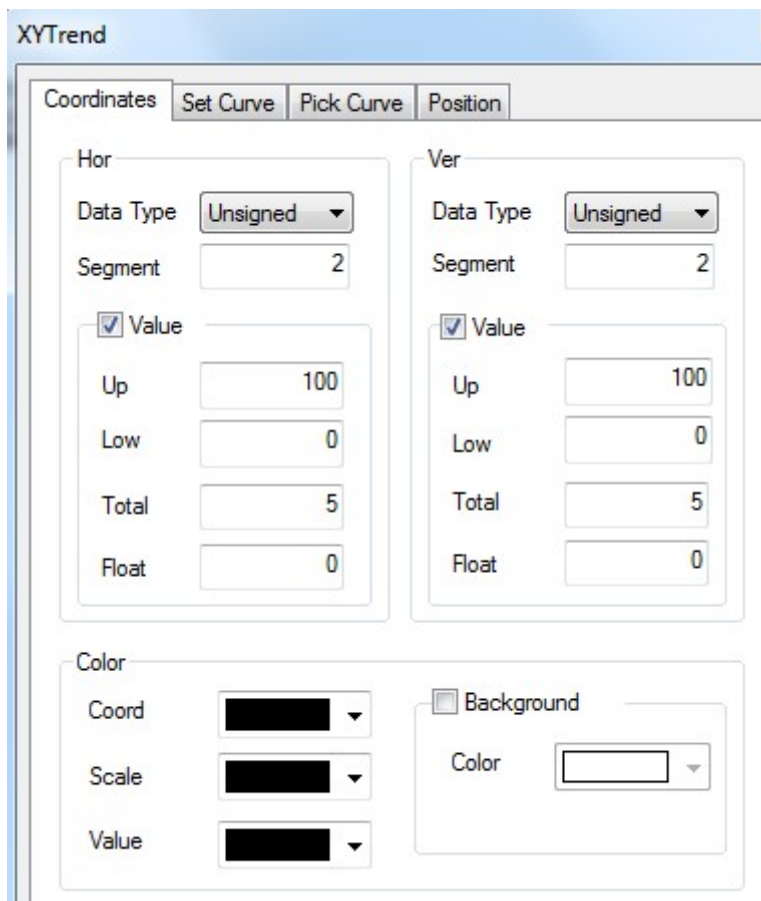 XYTrend
Coordinates Set Curve Pick Curve Position
Hor
Data Type Unsigned
Segment 2
Value
Up 100
Low 0
Total 5
Float 0
Ver
Data Type Unsigned
Segment 2
Value
Up 100
Low 0
Total 5
Float 0
Color
Coord
Scale
Value
Background
Color